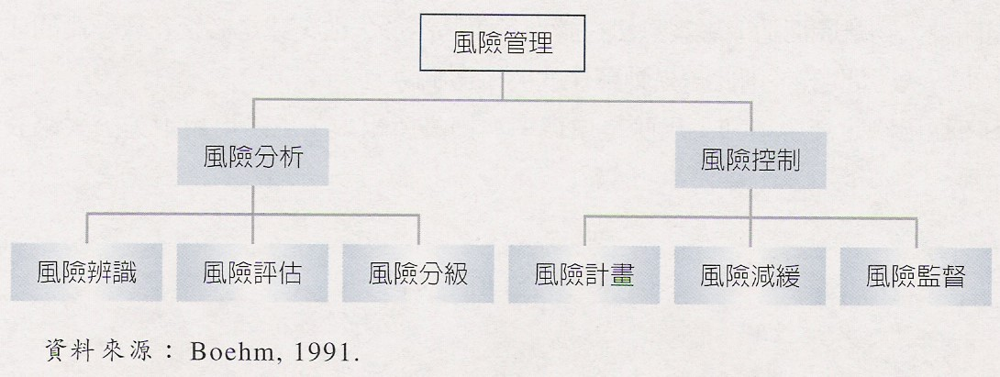 風險管理
風險分析 風險控制
風險辨識 風險評估 風險分級 風險計畫 風險減緩 風險監督
資料來源：Boehm, 1991.